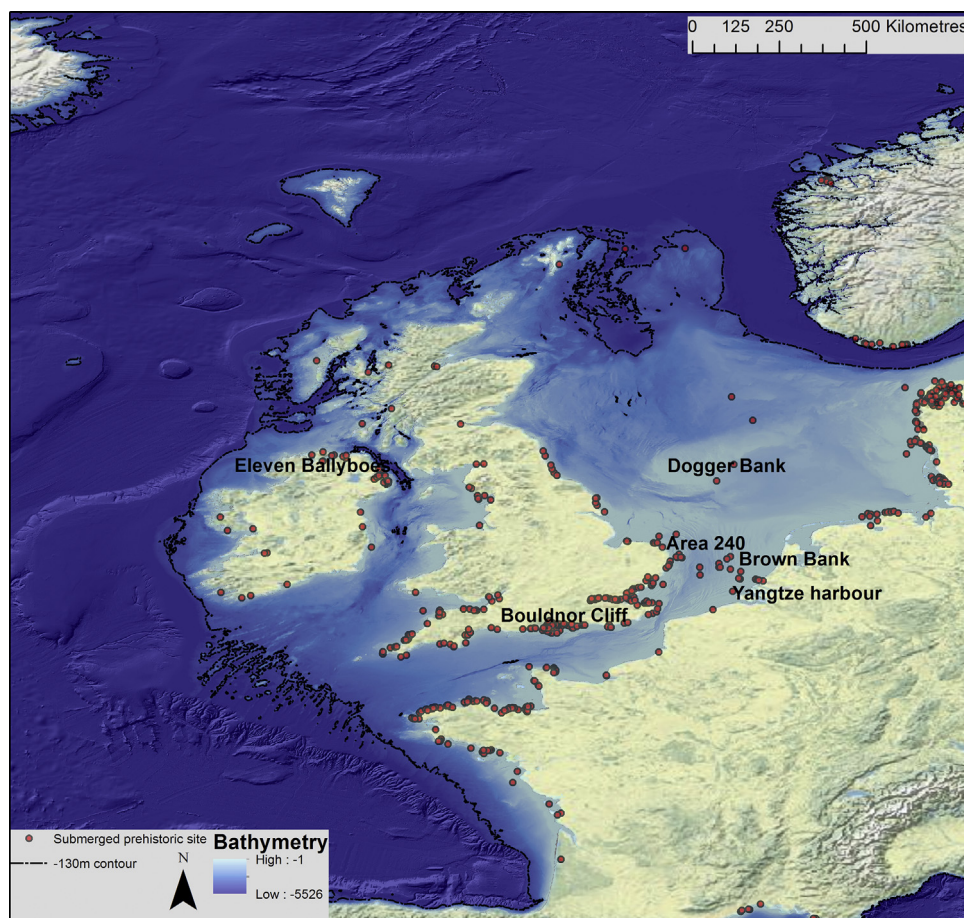 0 125 250 500 Kilometres
Eleven Ballyboes
Dogger Bank
Area 240
Brown Bank
Yangtze harbour
Bouldnor Cliff
Submerged prehistoric site
-130m contour
N
Bathymetry
High : -1
Low : -5526